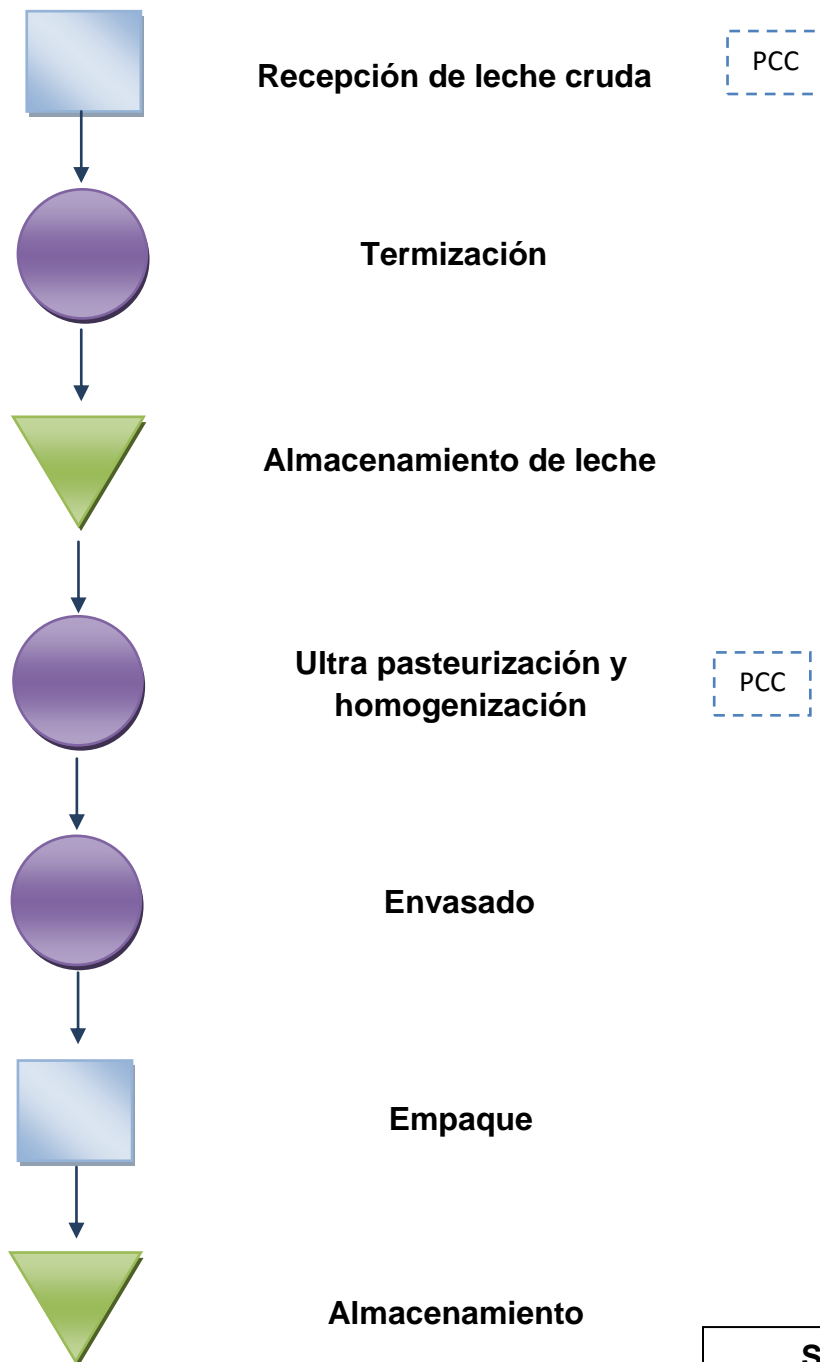 Recepción de leche cruda
PCC
Termización
Almacenamiento de leche
Ultra pasteurización y
homogenización
PCC
Envasado
Empaque
Almacenamiento